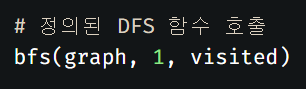 # 정의된 DFS 함수 호출
bfs(graph, 1, visited)